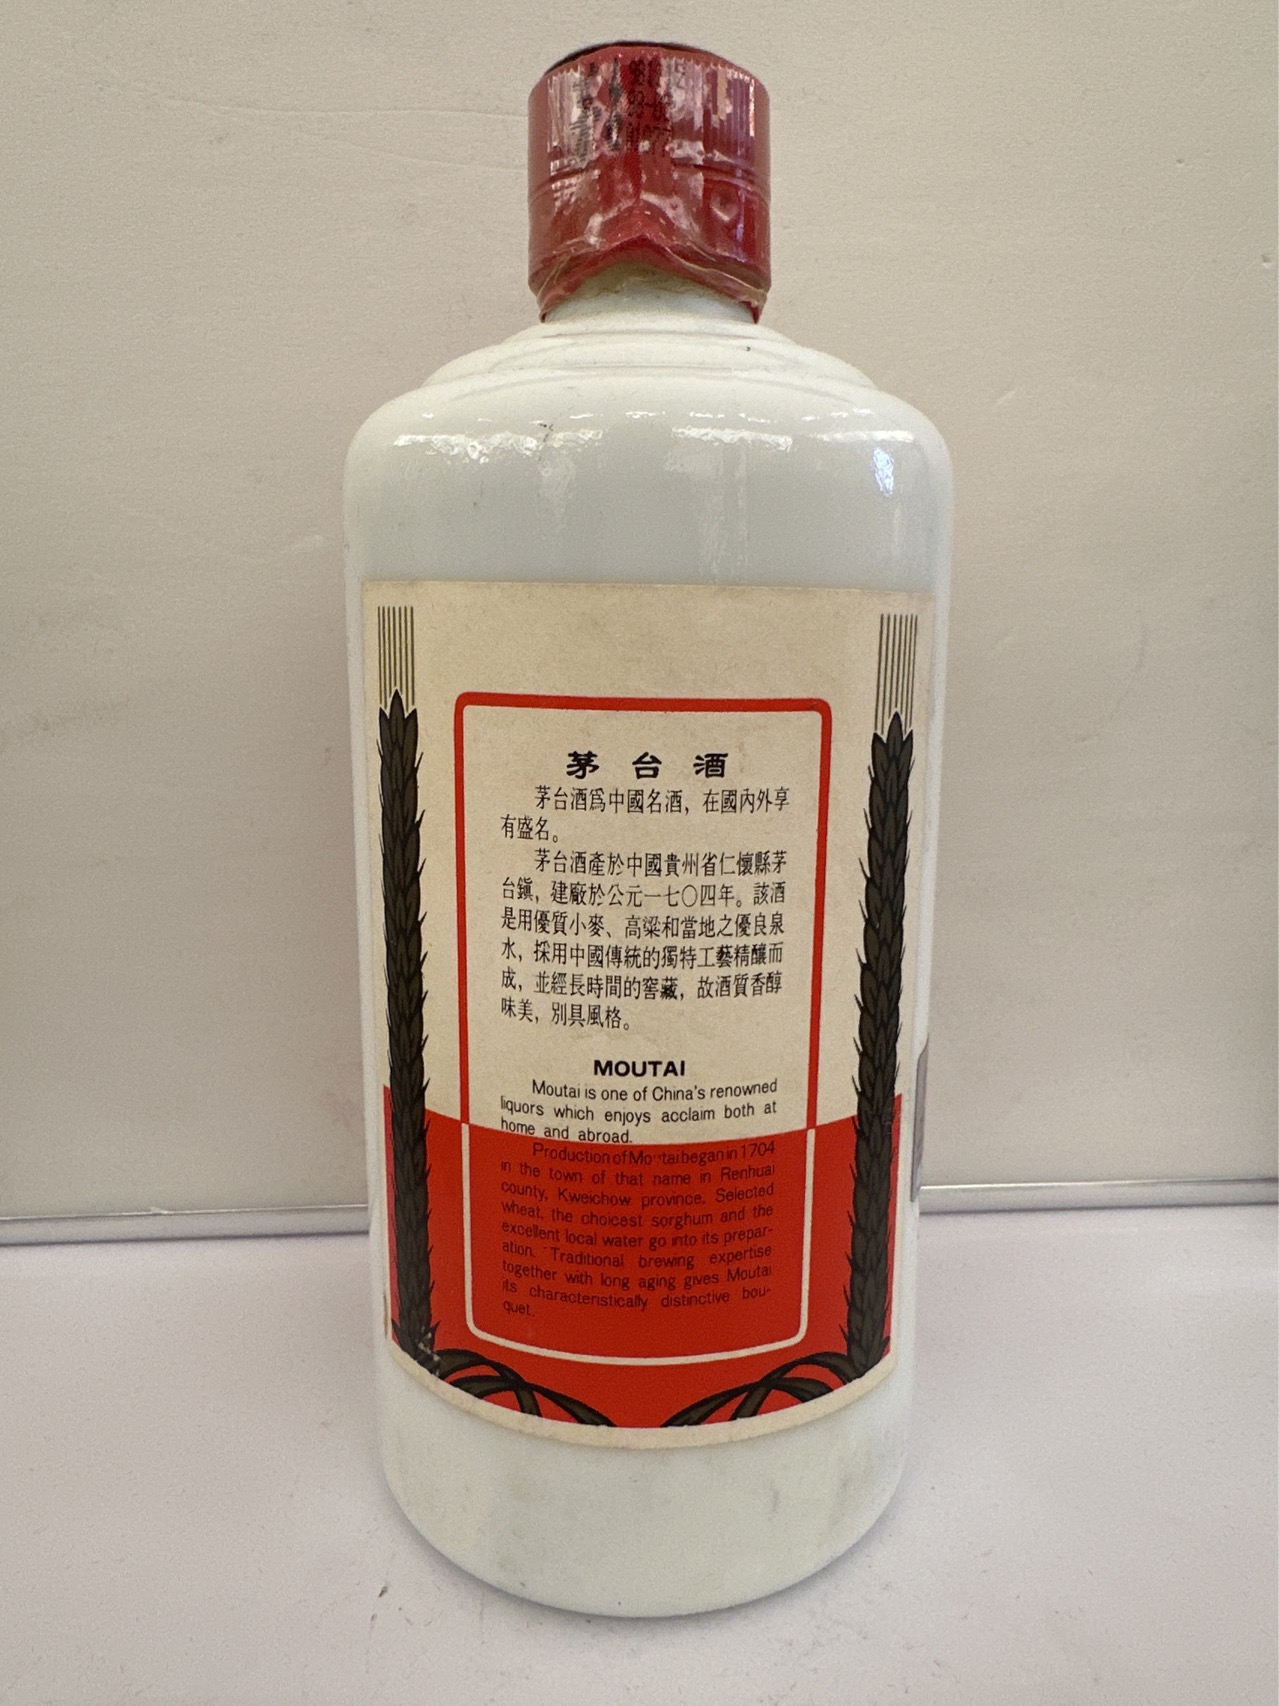 茅台酒
茅台酒爲中國名酒，在國內外享
有盛名。
茅台酒產於中國貴州省仁懷縣茅
台鎮，建廠於公元一七〇四年。該酒
是用優質小麥、高粱和當地之優良泉
水，採用中國傳統的獨特工藝精釀而
成，並經長時間的窖藏，故酒質香醇
味美，別具風格。
MOUTAI
Moutai is one of China's renowned
liquors which enjoys acclaim both at
home and abroad.
Production of Moutai began in 1704
in the town of that name in Renhuai
county, Kweichow province. Selected
wheat, the choicest sorghum and the
excellent local water go into its prepar-
ation. Traditional brewing expertise
together with long aging gives Moutai
its characteristically distinctive bou-
quet.